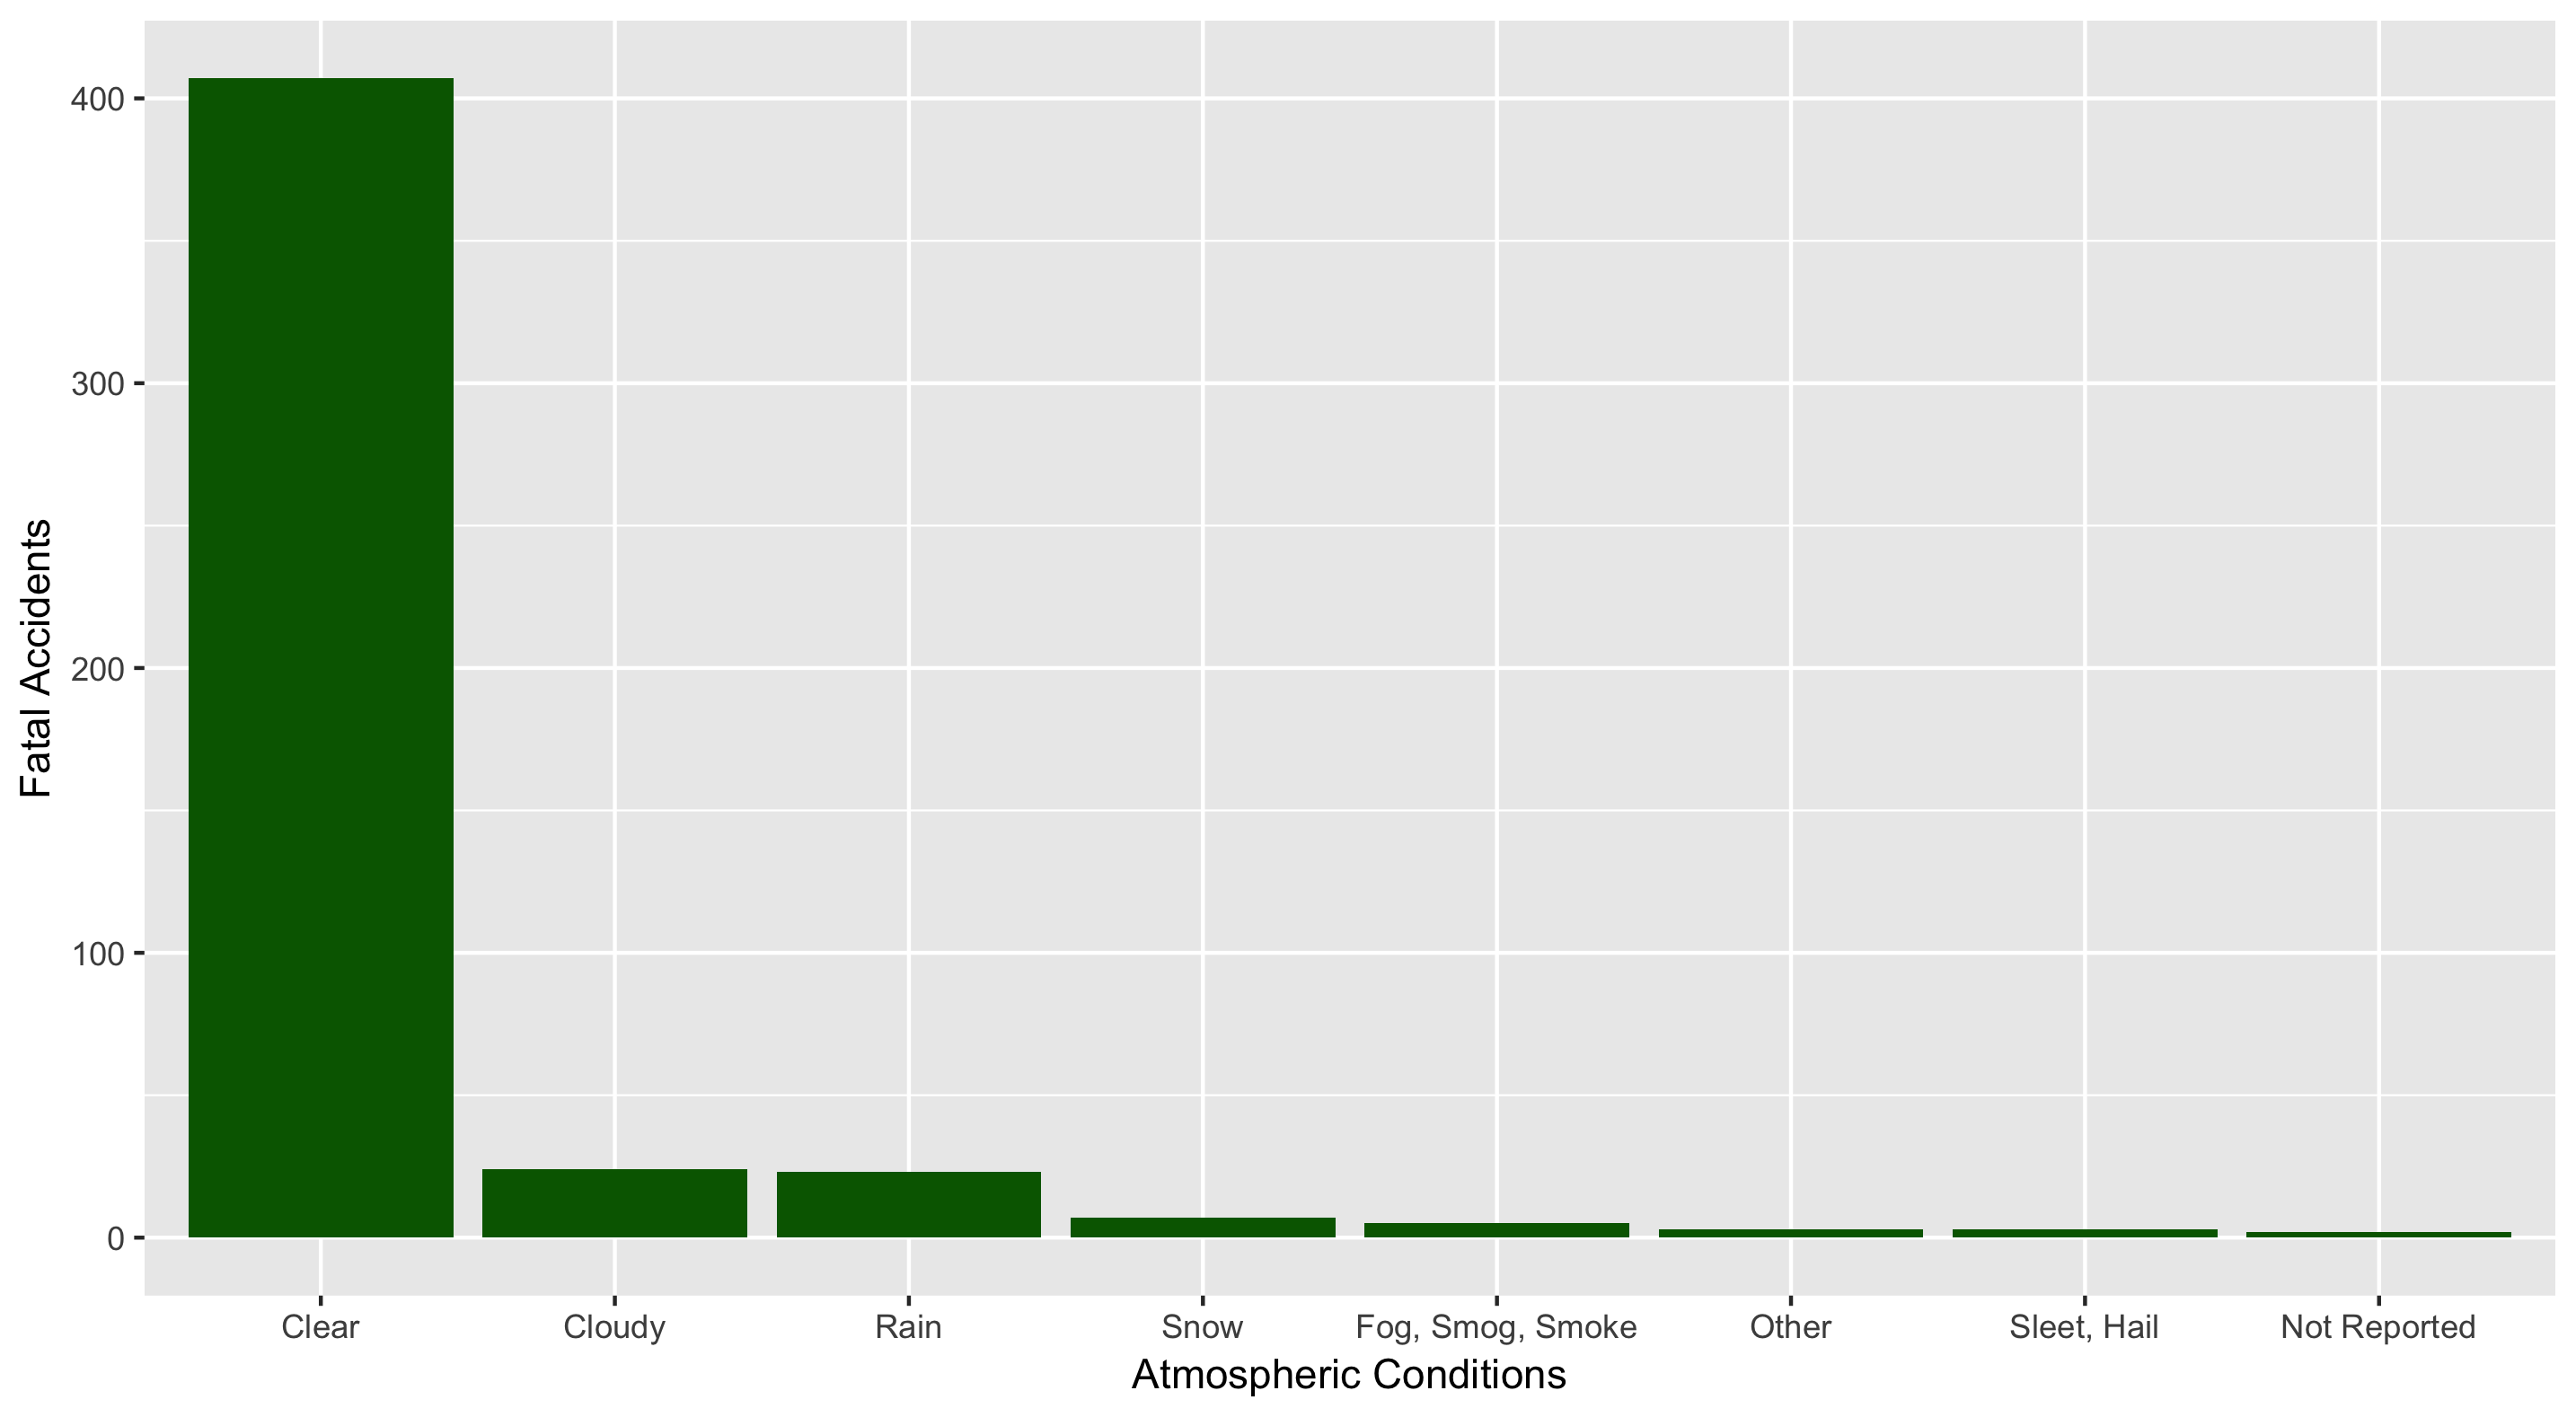 Fatal Accidents
400
300
200
100
0
Clear Cloudy Rain Snow Fog, Smog, Smoke Other Sleet, Hail Not Reported
Atmospheric Conditions